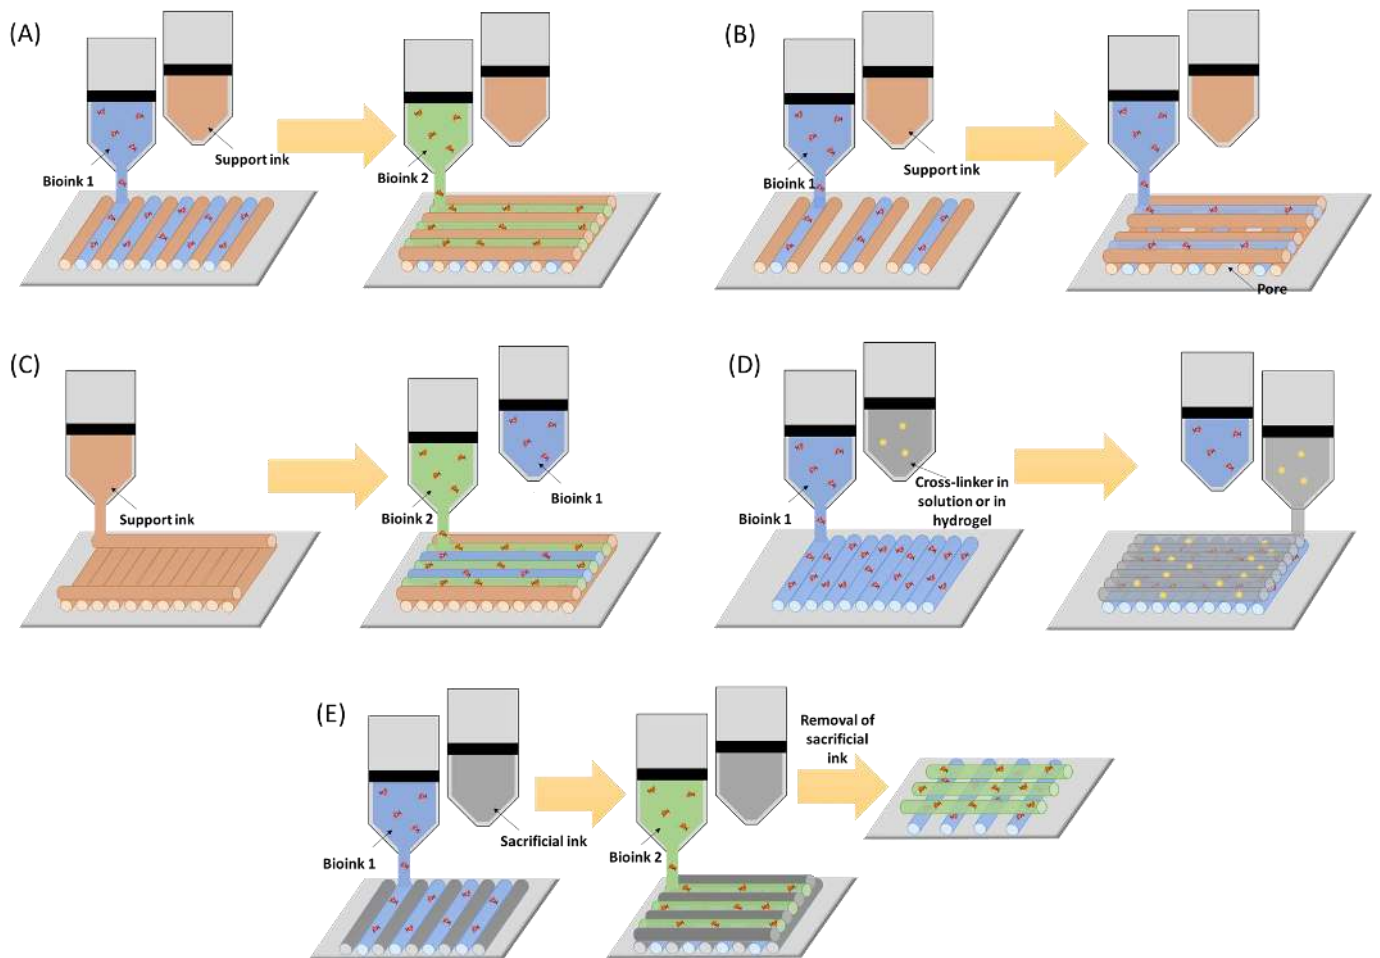 (A)
Support ink
Bioink 1
Bioink 2
(B)
Support ink
Bioink 1
Pore
(C)
Support ink
Bioink 1
Bioink 2
(D)
Cross-linker in
solution or in
hydrogel
Bioink 1
(E)
Sacrificial ink
Bioink 1
Bioink 2
Removal of
sacrificial
ink